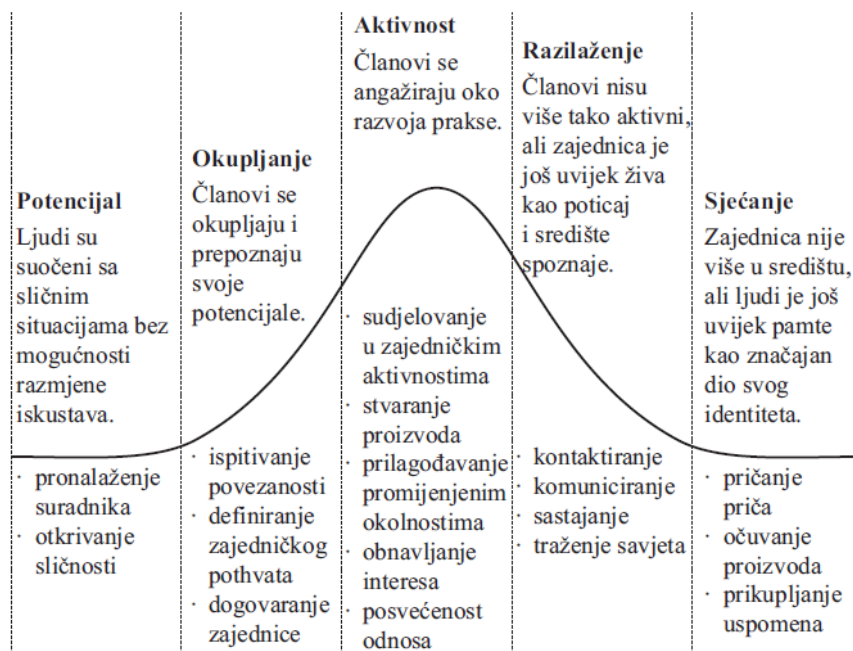 Potencijal
Ljudi su
suočeni sa
sličnim
situacijama bez
mogućnosti
razmjene
iskustava.
· pronalaženje
suradnika
· otkrivanje
sličnosti
Okupljanje
Članovi se
okupljaju i
prepoznaju
svoje
potencijale.
· ispitivanje
povezanosti
· definiranje
zajedničkog
pothvata
· dogovaranje
zajednice
Aktivnost
Članovi se
angažiraju oko
razvoja prakse.
· sudjelovanje
u zajedničkim
aktivnostima
· stvaranje
proizvoda
· prilagođavanje
promijenjenim
okolnostima
· obnavljanje
interesa
· posvećenost
odnosa
Razilaženje
Članovi nisu
više tako aktivni,
ali zajednica je
još uvijek živa
kao poticaj
i središte
spoznaje.
· kontaktiranje
· komuniciranje
· sastajanje
· traženje savjeta
Sjećanje
Zajednica nije
više u središtu,
ali ljudi je još
uvijek pamte
kao značajan
dio svog
identiteta.
· pričanje
priča
· očuvanje
proizvoda
· prikupljanje
uspomena